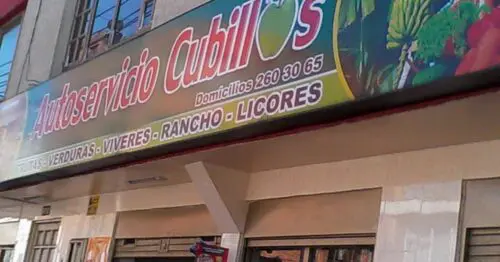 Autoservicio Cubillos
Domicilios 260 30 65
VERDURAS - VIVERES - RANCHO - LICORES